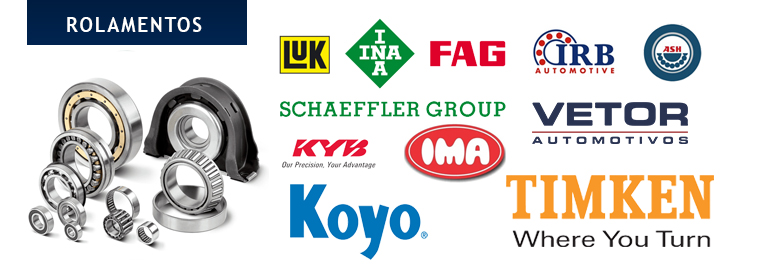 ROLAMENTOS
LUK
INA
FAG
IRB
AUTOMOTIVE
ASH
SCHAEFFLER GROUP
VETOR
AUTOMOTIVOS
KYB
Our Precision, Your Advantage
IMA
Koyo®
TIMKEN
Where You Turn